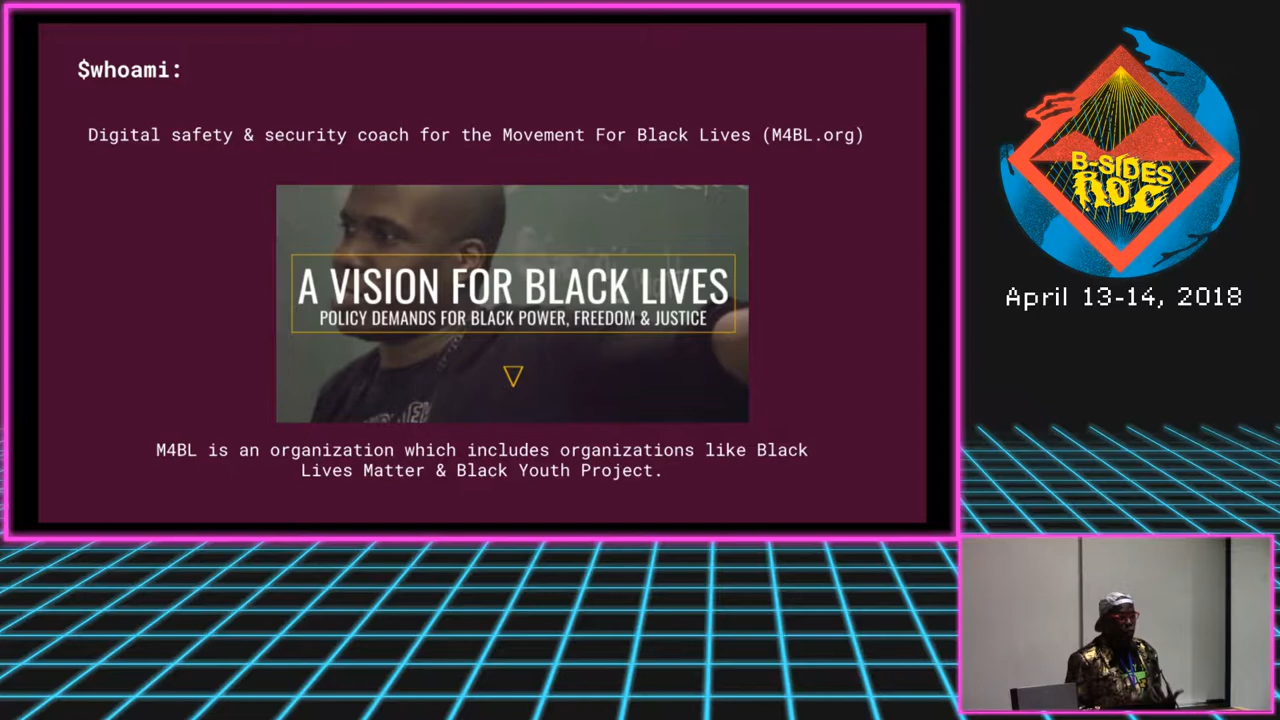 $whoami:
Digital safety & security coach for the Movement For Black Lives (M4BL.org)
A VISION FOR BLACK LIVES
POLICY DEMANDS FOR BLACK POWER, FREEDOM & JUSTICE
M4BL is an organization which includes organizations like Black
Lives Matter & Black Youth Project.
B-SIDES
ROC
April 13-14, 2018